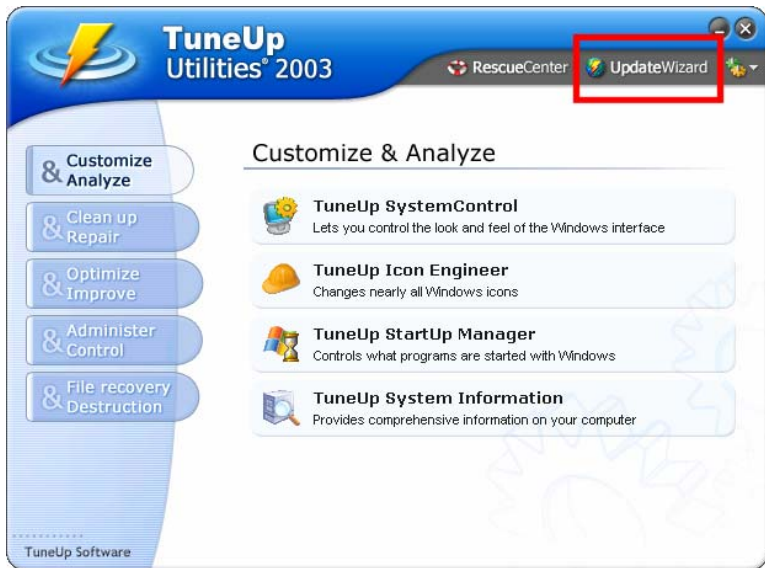 TuneUp
Utilities® 2003
RescueCenter
UpdateWizard
Customize & Analyze
& Customize
Analyze
& Clean up
Repair
& Optimize
Improve
& Administer
Control
& File recovery
Destruction
TuneUp SystemControl
Lets you control the look and feel of the Windows interface
TuneUp Icon Engineer
Changes nearly all Windows icons
TuneUp StartUp Manager
Controls what programs are started with Windows
TuneUp System Information
Provides comprehensive information on your computer
TuneUp Software